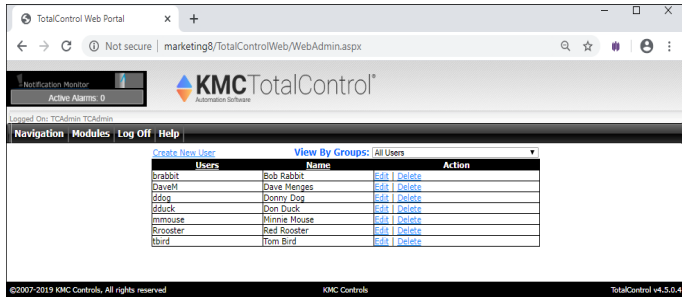 TotalControl Web Portal
Not secure | marketing8/TotalControlWeb/WebAdmin.aspx
Notification Monitor
Active Alarms: 0
KMC TotalControl®
Automation Software
Logged On: TCAdmin TCAdmin
Navigation Modules Log Off Help
Create New User View By Groups: All Users
Users Name Action
brabbit Bob Rabbit Edit | Delete
DaveM Dave Menges Edit | Delete
ddog Donny Dog Edit | Delete
dduck Don Duck Edit | Delete
mmouse Minnie Mouse Edit | Delete
Rrooster Red Rooster Edit | Delete
tbird Tom Bird Edit | Delete
©2007-2019 KMC Controls, All rights reserved KMC Controls TotalControl v4.5.0.4